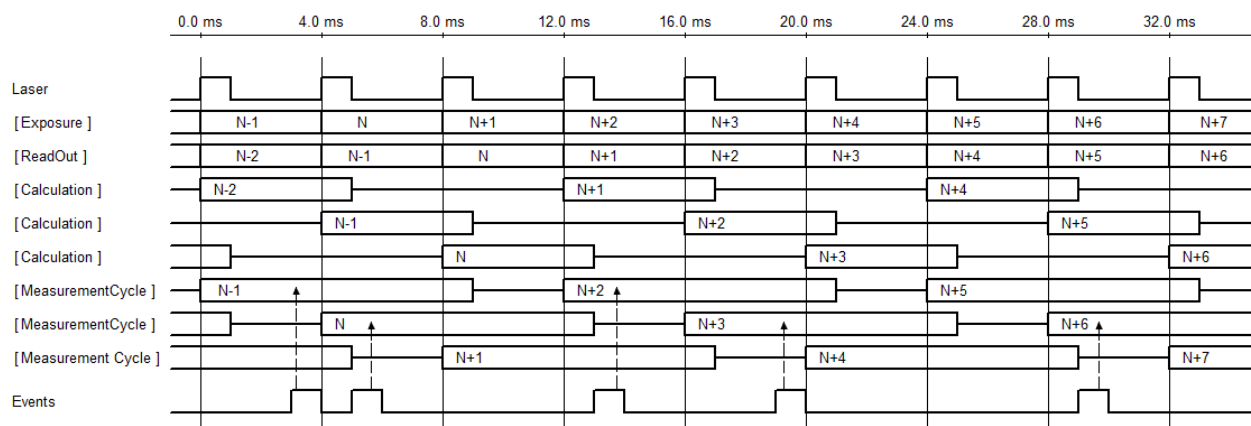 0.0 ms 4.0 ms 8.0 ms 12.0 ms 16.0 ms 20.0 ms 24.0 ms 28.0 ms 32.0 ms
Laser
[Exposure ] N-1 N N+1 N+2 N+3 N+4 N+5 N+6 N+7
[ReadOut ] N-2 N-1 N N+1 N+2 N+3 N+4 N+5 N+6
[Calculation ] N-2 N+1 N+4
[Calculation ] N-1 N+2 N+5
[Calculation ] N N+3 N+6
[MeasurementCycle ] N-1 N+2 N+5
[MeasurementCycle ] N N+3 N+6
[Measurement Cycle ] N+1 N+4 N+7
Events